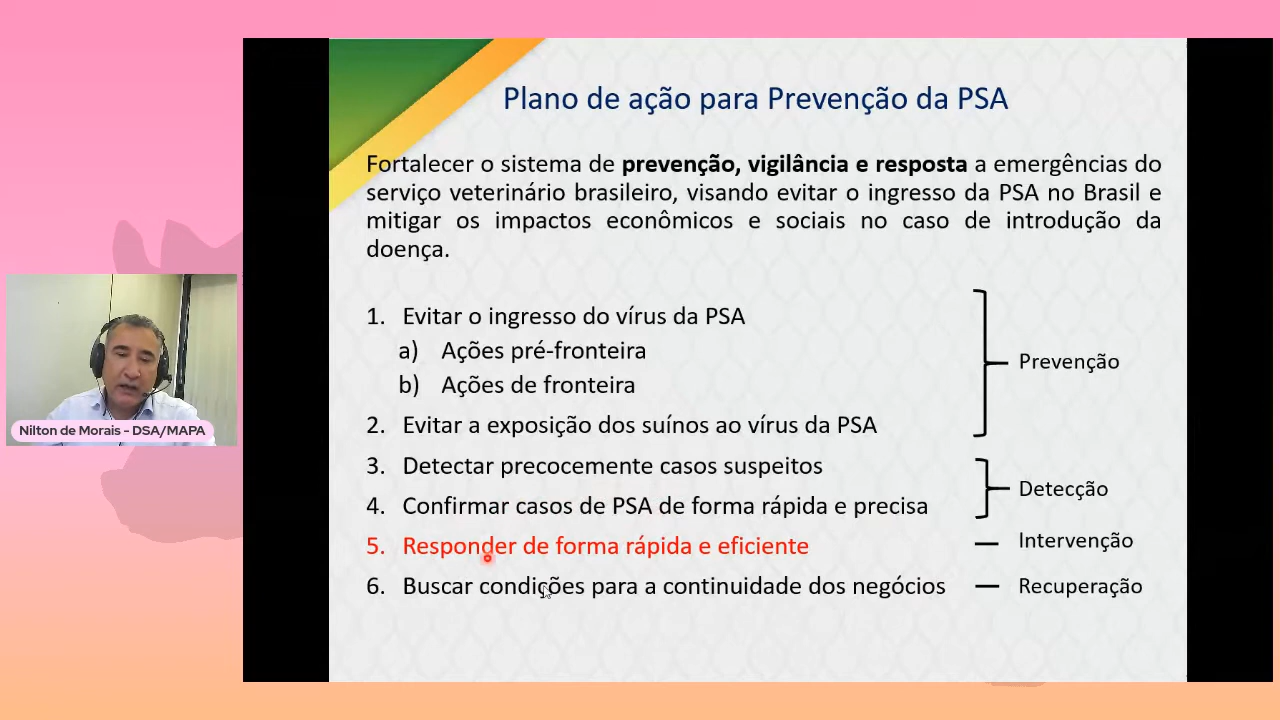 Plano de ação para Prevenção da PSA
Fortalecer o sistema de prevenção, vigilância e resposta a emergências do
serviço veterinário brasileiro, visando evitar o ingresso da PSA no Brasil e
mitigar os impactos econômicos e sociais no caso de introdução da
doença.
1. Evitar o ingresso do vírus da PSA
a) Ações pré-fronteira
b) Ações de fronteira
Prevenção
2. Evitar a exposição dos suínos ao vírus da PSA
3. Detectar precocemente casos suspeitos
Detecção
4. Confirmar casos de PSA de forma rápida e precisa
5. Responder de forma rápida e eficiente
Intervenção
6. Buscar condições para a continuidade dos negócios
Recuperação
Nilton de Morais - DSA/MAPA